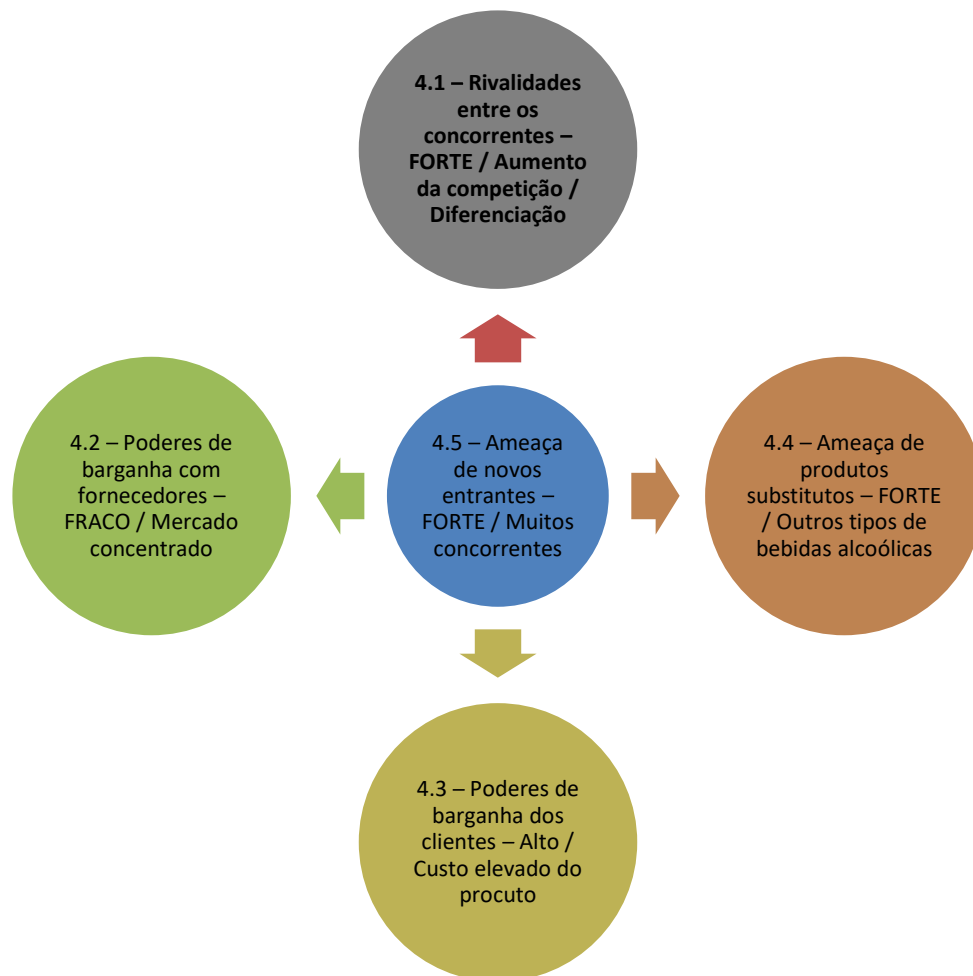 4.1 – Rivalidades
entre os
concorrentes –
FORTE / Aumento
da competição /
Diferenciação
4.2 – Poderes de
barganha com
fornecedores –
FRACO / Mercado
concentrado
4.5 – Ameaça
de novos
entrantes –
FORTE / Muitos
concorrentes
4.4 – Ameaça de
produtos
substitutos – FORTE
/ Outros tipos de
bebidas alcoólicas
4.3 – Poderes de
barganha dos
clientes – Alto /
Custo elevado do
procuto